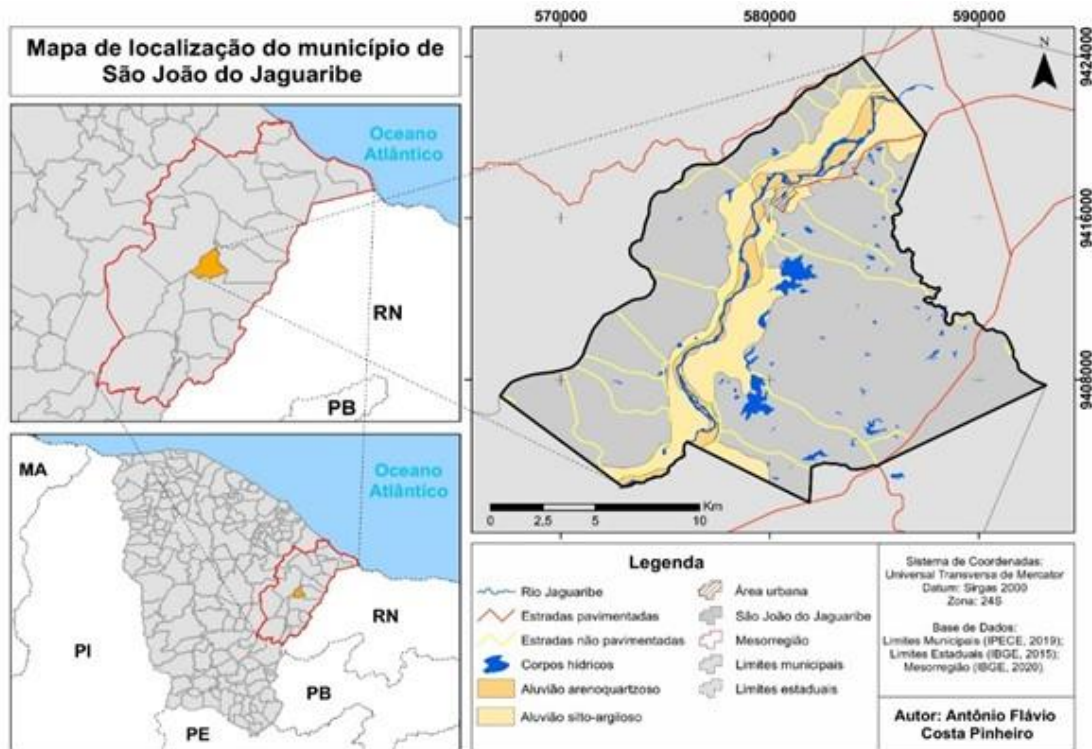 Mapa de localização do município de
São João do Jaguaribe
Oceano
Atlântico
RN
PB
MA
Oceano
Atlântico
RN
PI
PB
PE
570000
580000
590000
9424000
9416000
9408000
N
0
2,5
5
10
Km
Legenda
Rio Jaguaribe
Estradas pavimentadas
Estradas não pavimentadas
Corpos hídricos
Aluvião arenoquartzoso
Aluvião silto-argiloso
Área urbana
São João do Jaguaribe
Mesorregião
Limites municipais
Limites estaduais
Sistema de Coordenadas:
Universal Transversa de Mercator
Datum: Sirgas 2000
Zona: 24S
Base de Dados:
Limites Municipais (IPECE, 2019);
Limites Estaduais (IBGE, 2015);
Mesorregião (IBGE, 2020)
Autor: Antônio Flávio
Costa Pinheiro